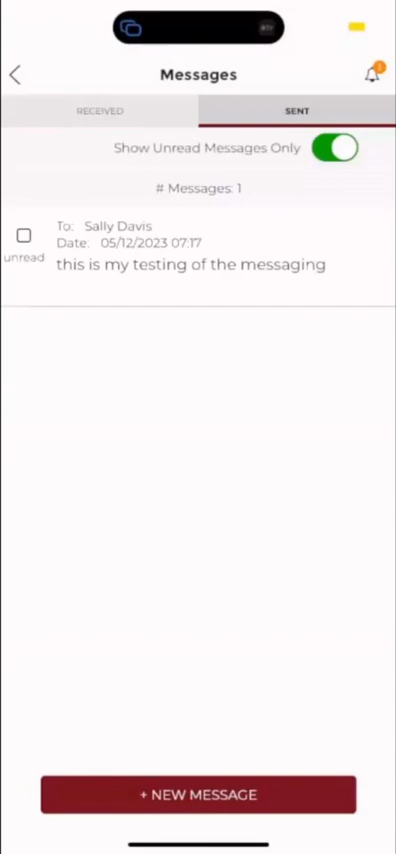 Messages
RECEIVED
SENT
Show Unread Messages Only
# Messages: 1
To: Sally Davis
Date: 05/12/2023 07:17
unread
this is my testing of the messaging
+ NEW MESSAGE